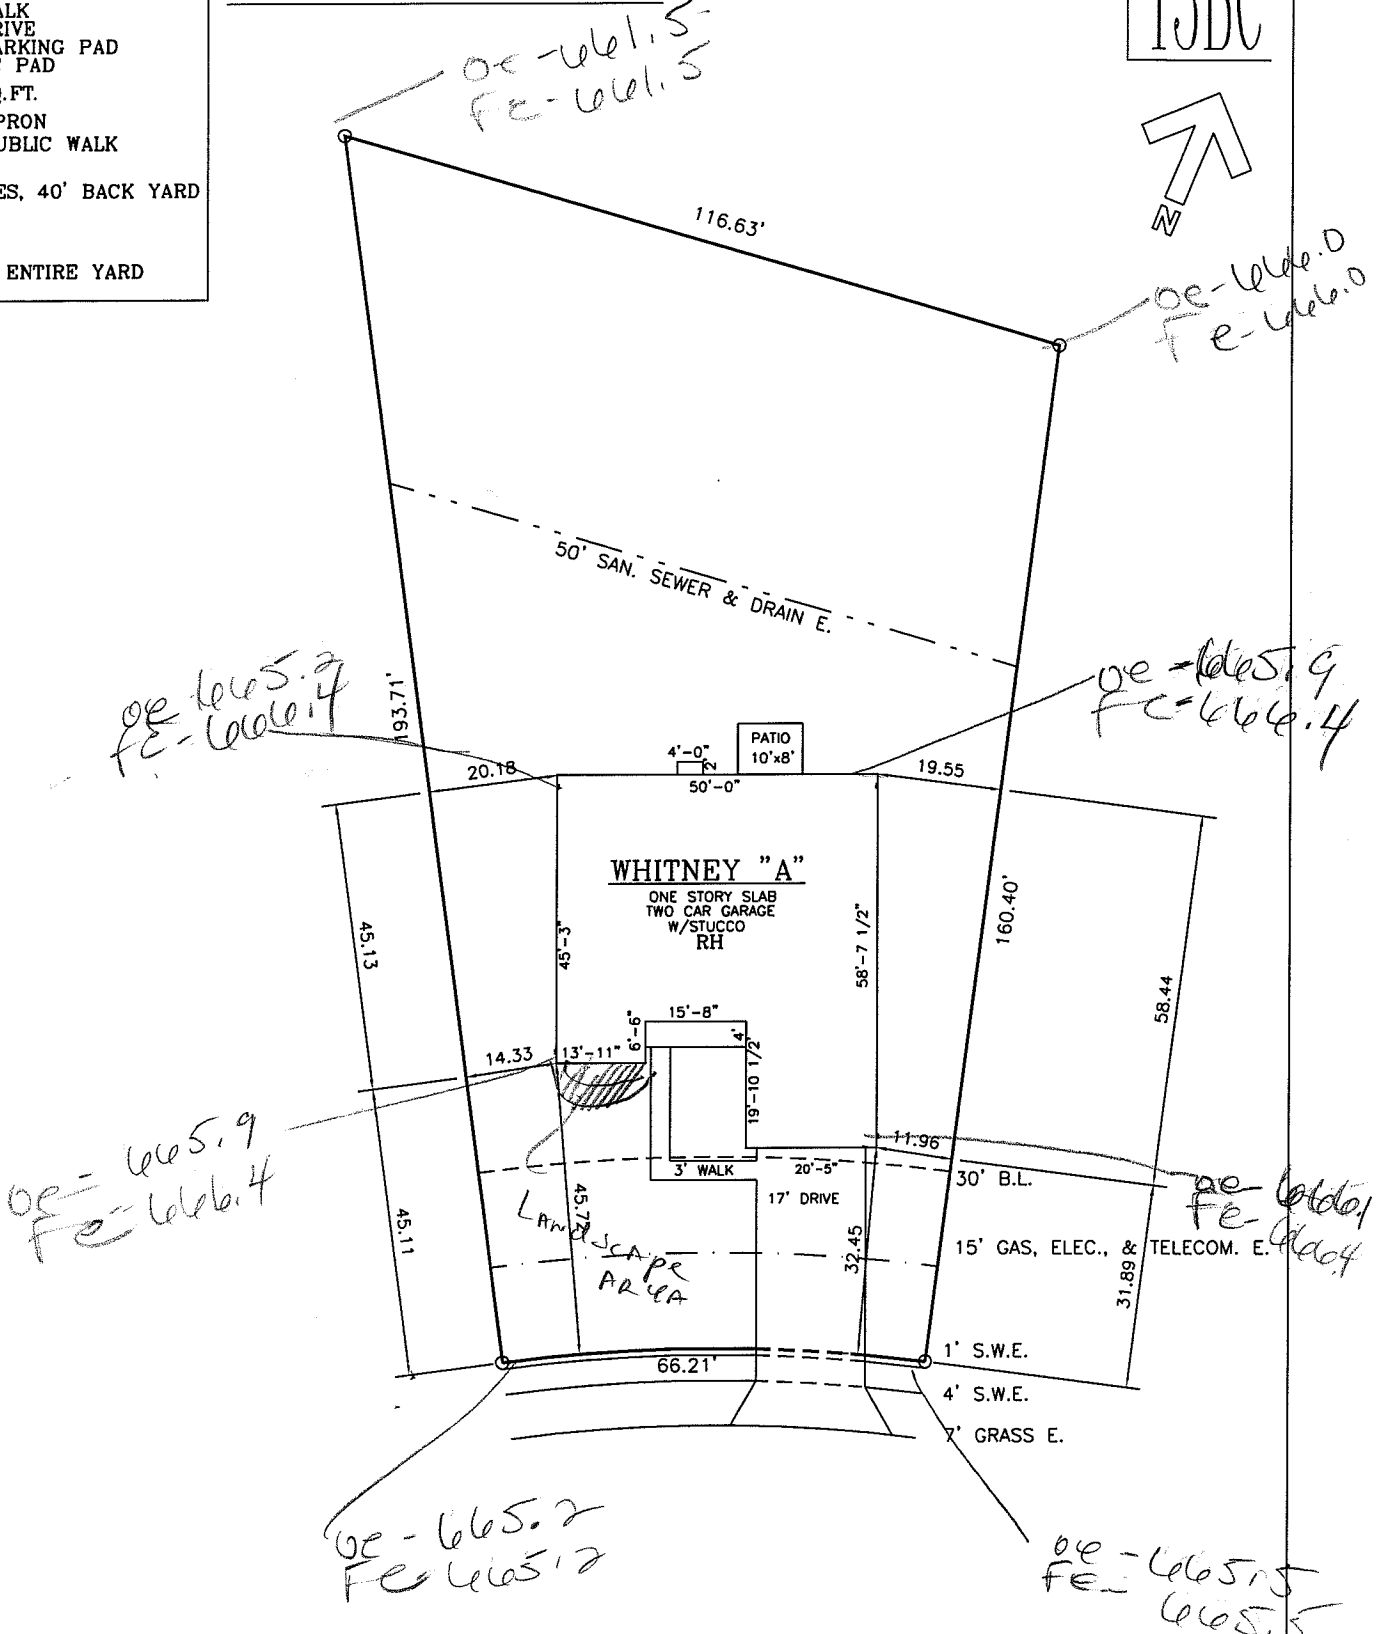 ALK
RIVE
ARKING PAD
PAD
.FT.
PRON
UBLIC WALK
ES, 40' BACK YARD
ENTIRE YARD
15BC
oe-661.5
Fe-661.5
N
116.63'
oe-666.0
Fe-666.0
50' SAN. SEWER & DRAIN E.
oe-665.2
fe-666.4
193.71'
oe-665.9
Fe-666.4
PATIO
10'x8'
4'-0"
2'
50'-0"
20.18
19.55
WHITNEY "A"
ONE STORY SLAB
TWO CAR GARAGE
W/STUCCO
RH
45.13
45'-3"
58'-7 1/2"
160.40'
58.44
15'-8"
6'-6"
4'
14.33
13'-11"
19'-10 1/2"
11.96
oe-665.9
Fe-666.4
3' WALK
20'-5"
30' B.L.
17' DRIVE
oe-666.1
Fe-666.4
Landscape
Area
45.72
45.11
32.45
15' GAS, ELEC., & TELECOM. E.
31.89
66.21'
1' S.W.E.
4' S.W.E.
7' GRASS E.
oe-665.2
Fe-665.2
oe-665.5
Fe-665.5